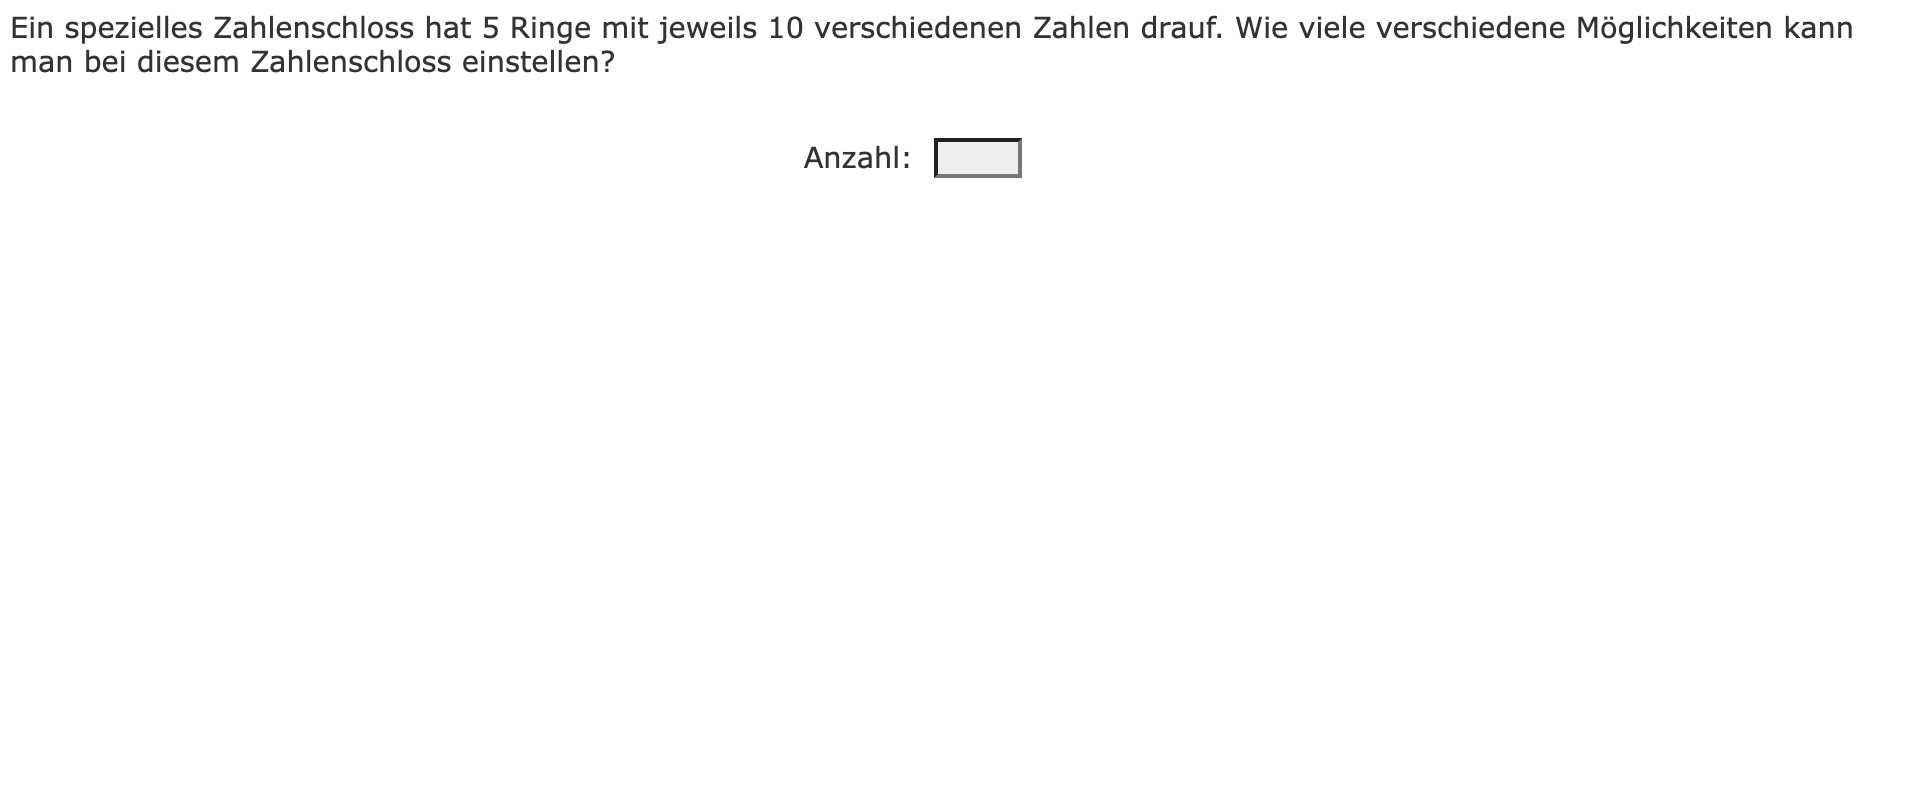 Ein spezielles Zahlenschloss hat 5 Ringe mit jeweils 10 verschiedenen Zahlen drauf. Wie viele verschiedene Möglichkeiten kann
man bei diesem Zahlenschloss einstellen?
Anzahl: